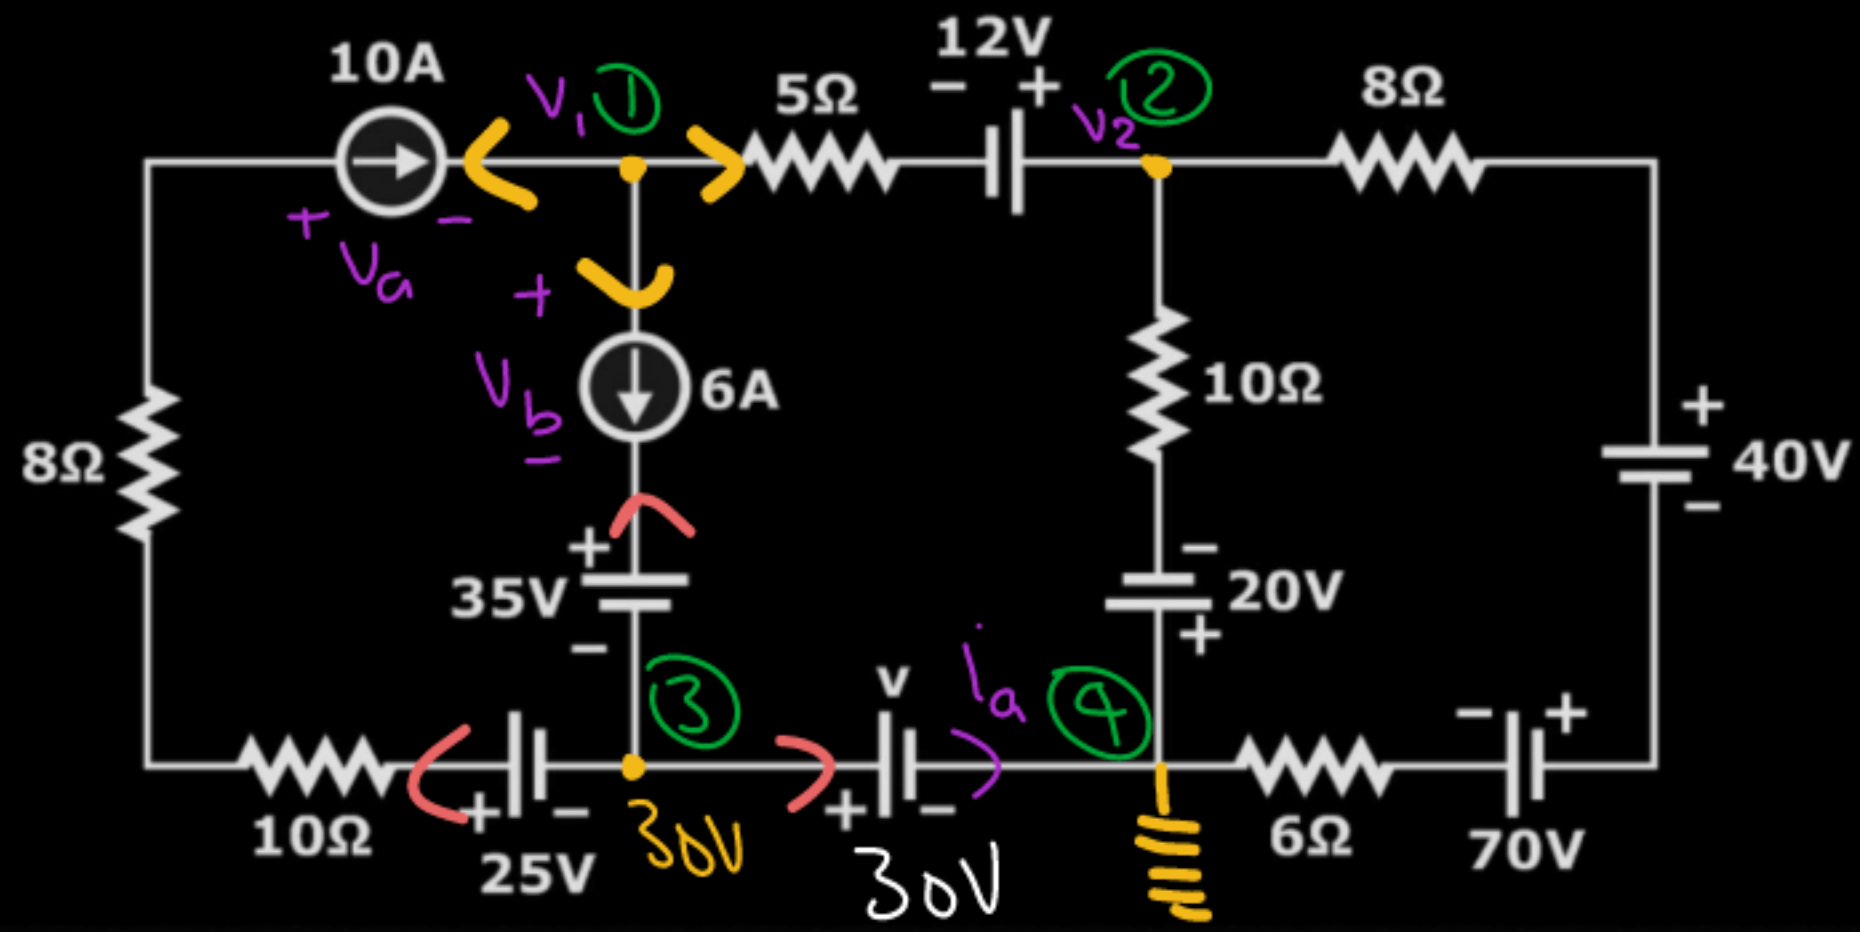 12V
10A
V₁ ①
5Ω
- +
V₂ ②
8Ω
+ -
Va
+
Vb
-
6A
10Ω
+
40V
-
8Ω
+
35V
-
-
20V
+
③
v
ia
④
- +
+ -
+ -
10Ω
25V
30V
30V
6Ω
70V